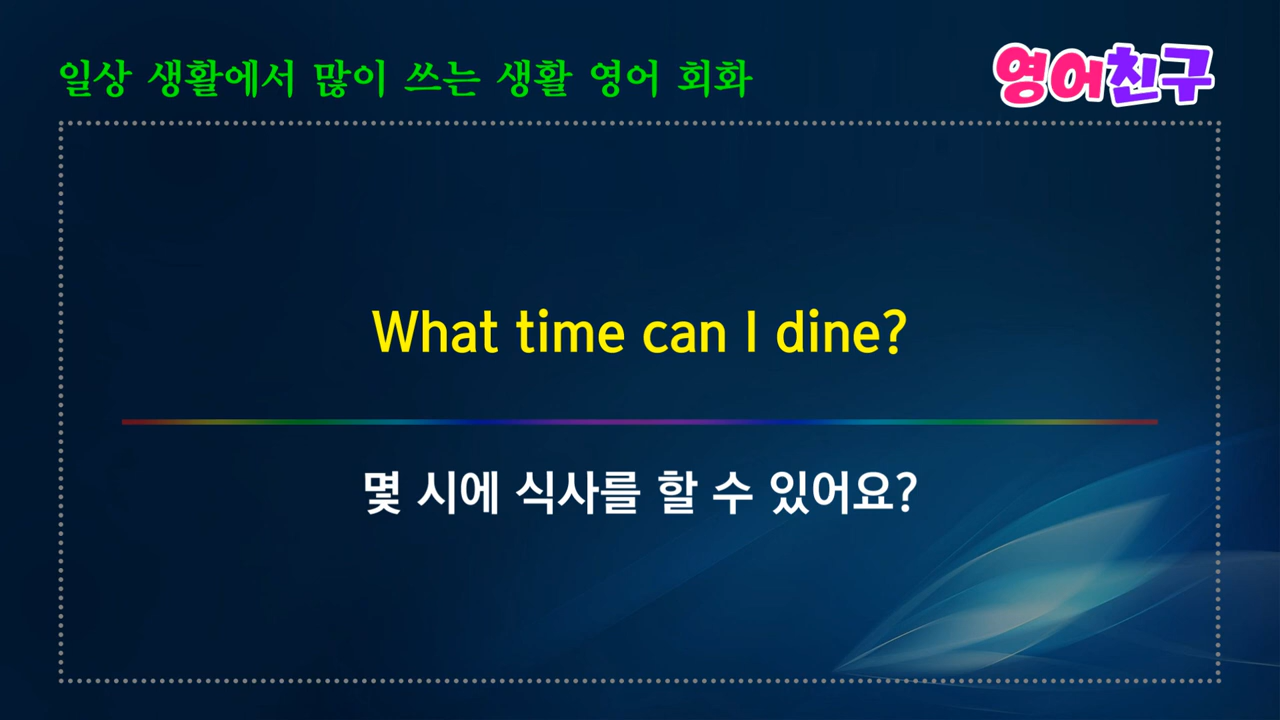 일상 생활에서 많이 쓰는 생활 영어 회화
영어친구
What time can I dine?
몇 시에 식사를 할 수 있어요?